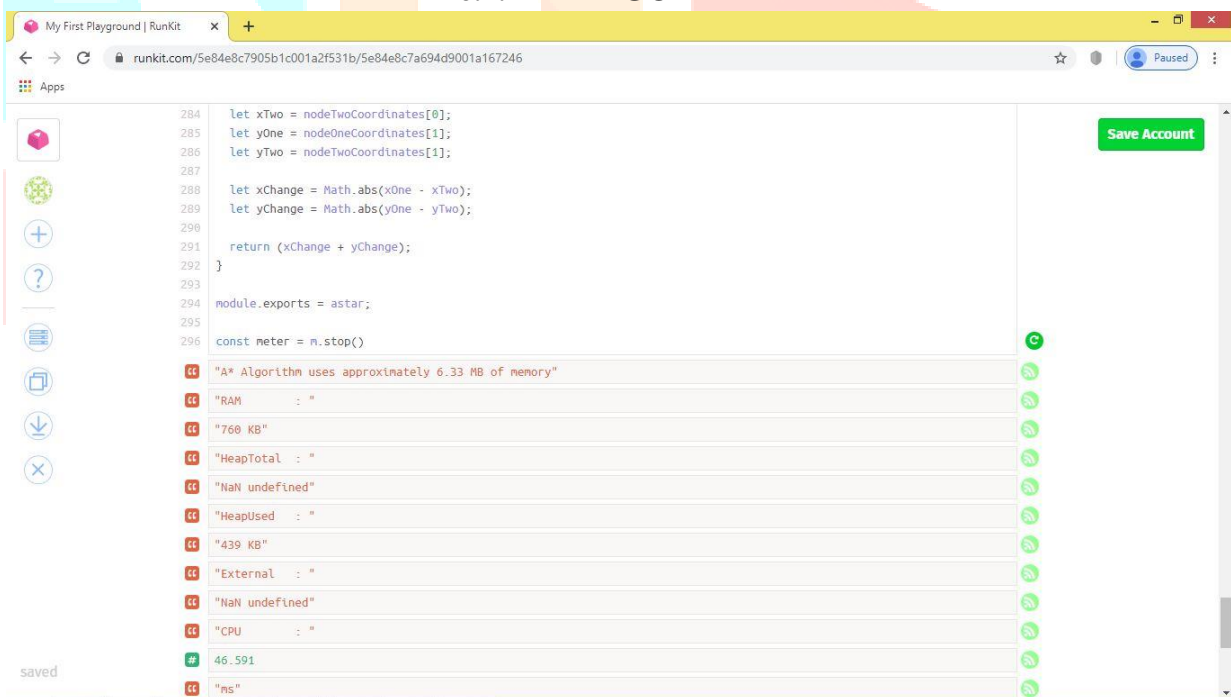 My First Playground | RunKit
runkit.com/5e84e8c7905b1c001a2f531b/5e84e8c7a694d9001a167246
Paused
Apps
Save Account
284 let xTwo = nodeTwoCoordinates[0];
285 let yOne = nodeOneCoordinates[1];
286 let yTwo = nodeTwoCoordinates[1];
287
288 let xChange = Math.abs(xOne - xTwo);
289 let yChange = Math.abs(yOne - yTwo);
290
291 return (xChange + yChange);
292 }
293
294 module.exports = astar;
295
296 const meter = m.stop()
"A* Algorithm uses approximately 6.33 MB of memory"
"RAM : "
"760 KB"
"HeapTotal : "
"NaN undefined"
"HeapUsed : "
"439 KB"
"External : "
"NaN undefined"
"CPU : "
# 46.591
"ms"
saved